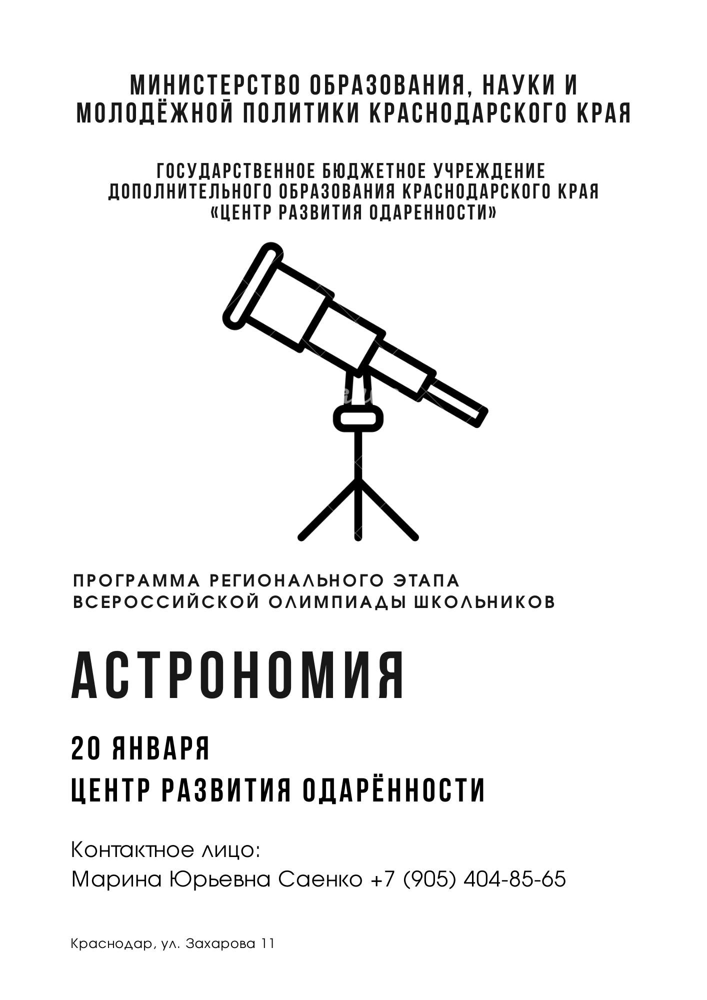 МИНИСТЕРСТВО ОБРАЗОВАНИЯ, НАУКИ И
МОЛОДЁЖНОЙ ПОЛИТИКИ КРАСНОДАРСКОГО КРАЯ
ГОСУДАРСТВЕННОЕ БЮДЖЕТНОЕ УЧРЕЖДЕНИЕ
ДОПОЛНИТЕЛЬНОГО ОБРАЗОВАНИЯ КРАСНОДАРСКОГО КРАЯ
«ЦЕНТР РАЗВИТИЯ ОДАРЕННОСТИ»
ПРОГРАММА РЕГИОНАЛЬНОГО ЭТАПА
ВСЕРОССИЙСКОЙ ОЛИМПИАДЫ ШКОЛЬНИКОВ
АСТРОНОМИЯ
20 ЯНВАРЯ
ЦЕНТР РАЗВИТИЯ ОДАРЁННОСТИ
Контактное лицо:
Марина Юрьевна Саенко +7 (905) 404-85-65
Краснодар, ул. Захарова 11